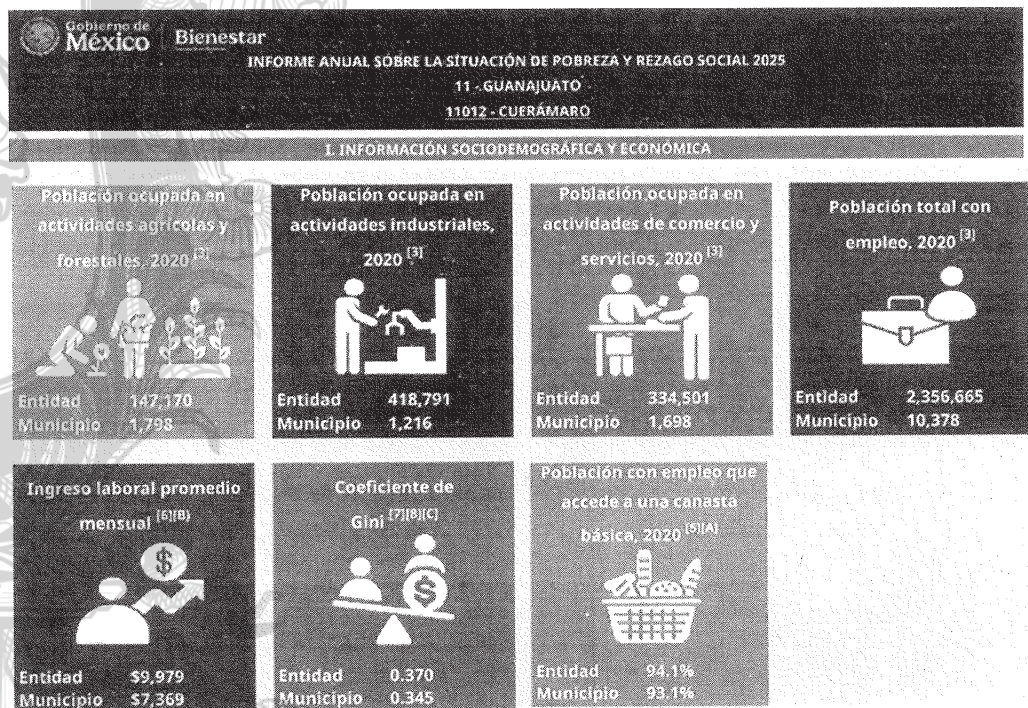 Gobierno de
México
Bienestar
INFORME ANUAL SOBRE LA SITUACIÓN DE POBREZA Y REZAGO SOCIAL 2025
11 - GUANAJUATO
11012 - CUERÁMARO
I. INFORMACIÓN SOCIODEMOGRÁFICA Y ECONÓMICA
Población ocupada en
actividades agrícolas y
forestales, 2020 [3]
Entidad 147,170
Municipio 1,798
Población ocupada en
actividades industriales,
2020 [3]
Entidad 418,791
Municipio 1,216
Población ocupada en
actividades de comercio y
servicios, 2020 [3]
Entidad 334,501
Municipio 1,698
Población total con
empleo, 2020 [3]
Entidad 2,356,665
Municipio 10,378
Ingreso laboral promedio
mensual [6][B]
Entidad $9,979
Municipio $7,369
Coeficiente de
Gini [7][8][C]
Entidad 0.370
Municipio 0.345
Población con empleo que
accede a una canasta
básica, 2020 [5][A]
Entidad 94.1%
Municipio 93.1%